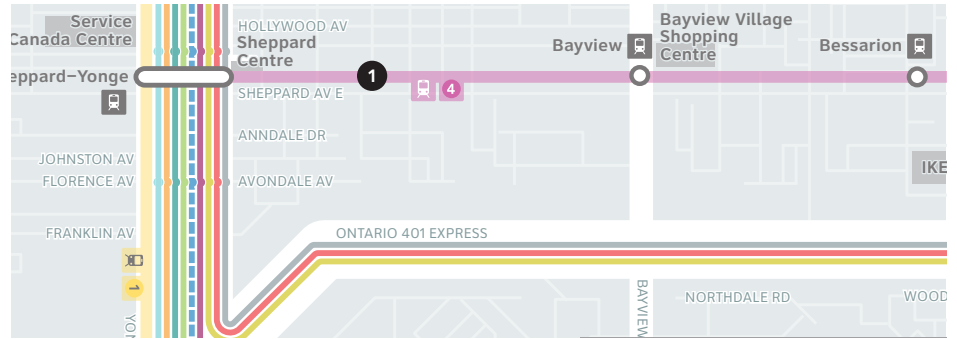 Service
Canada Centre
HOLLYWOOD AV
Sheppard
Centre
eppard–Yonge
SHEPPARD AV E
1
4
Bayview
Bayview Village
Shopping
Centre
Bessarion
ANNDALE DR
JOHNSTON AV
FLORENCE AV
AVONDALE AV
IKE
FRANKLIN AV
ONTARIO 401 EXPRESS
1
YON
BAYVIEW
NORTHDALE RD
WOOD